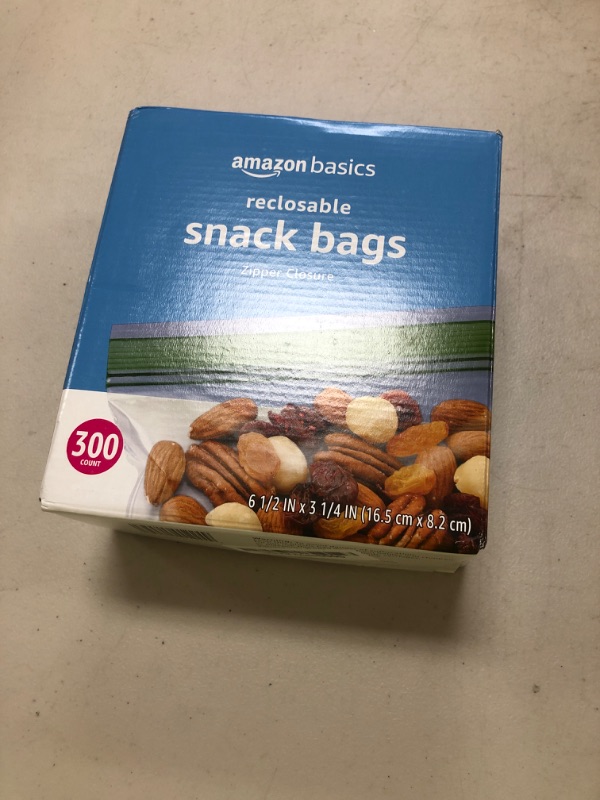 amazon basics
reclosable
snack bags
Zipper Closure
300
COUNT
6 1/2 IN x 3 1/4 IN (16.5 cm x 8.2 cm)